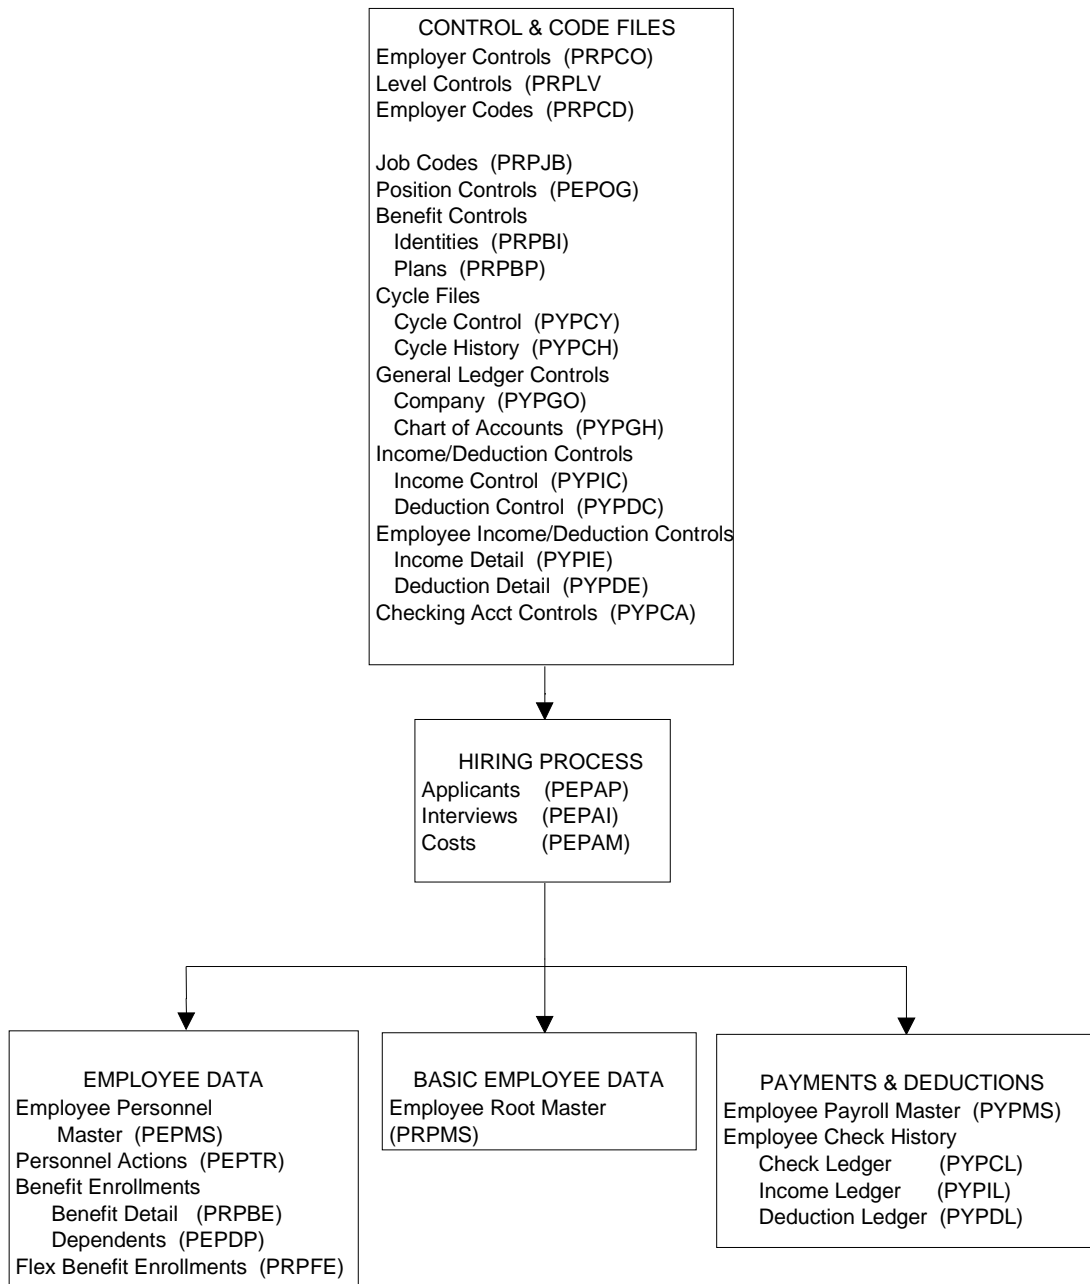 CONTROL & CODE FILES
Employer Controls (PRPCO)
Level Controls (PRPLV
Employer Codes (PRPCD)
Job Codes (PRPJB)
Position Controls (PEPOG)
Benefit Controls
Identities (PRPBI)
Plans (PRPBP)
Cycle Files
Cycle Control (PYPCY)
Cycle History (PYPCH)
General Ledger Controls
Company (PYPGO)
Chart of Accounts (PYPGH)
Income/Deduction Controls
Income Control (PYPIC)
Deduction Control (PYPDC)
Employee Income/Deduction Controls
Income Detail (PYPIE)
Deduction Detail (PYPDE)
Checking Acct Controls (PYPCA)
HIRING PROCESS
Applicants (PEPAP)
Interviews (PEPAI)
Costs (PEPAM)
EMPLOYEE DATA
Employee Personnel
Master (PEPMS)
Personnel Actions (PEPTR)
Benefit Enrollments
Benefit Detail (PRPBE)
Dependents (PEPDP)
Flex Benefit Enrollments (PRPFE)
BASIC EMPLOYEE DATA
Employee Root Master
(PRPMS)
PAYMENTS & DEDUCTIONS
Employee Payroll Master (PYPMS)
Employee Check History
Check Ledger (PYPCL)
Income Ledger (PYPIL)
Deduction Ledger (PYPDL)